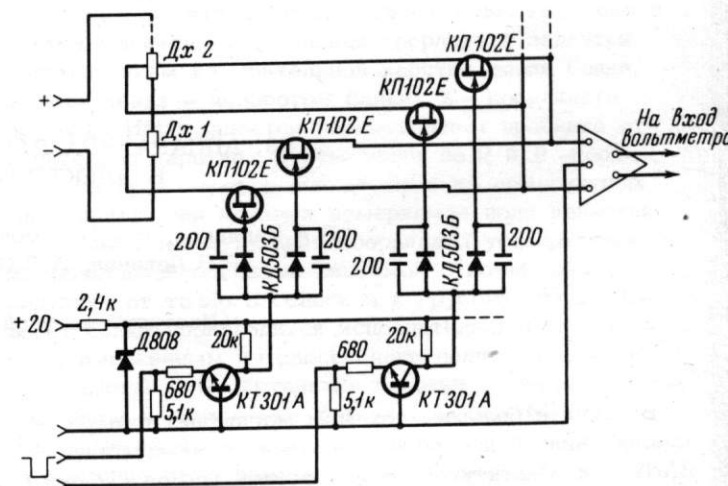 Дх 2
КП102Е
КП102Е
+
−
Дх 1
КП102Е
На вход
вольтметра
КП102Е
200
КД503Б
200
200
КД503Б
200
+20
2,4к
Д808
20к
680
20к
680
5,1к
КТ301А
5,1к
КТ301А